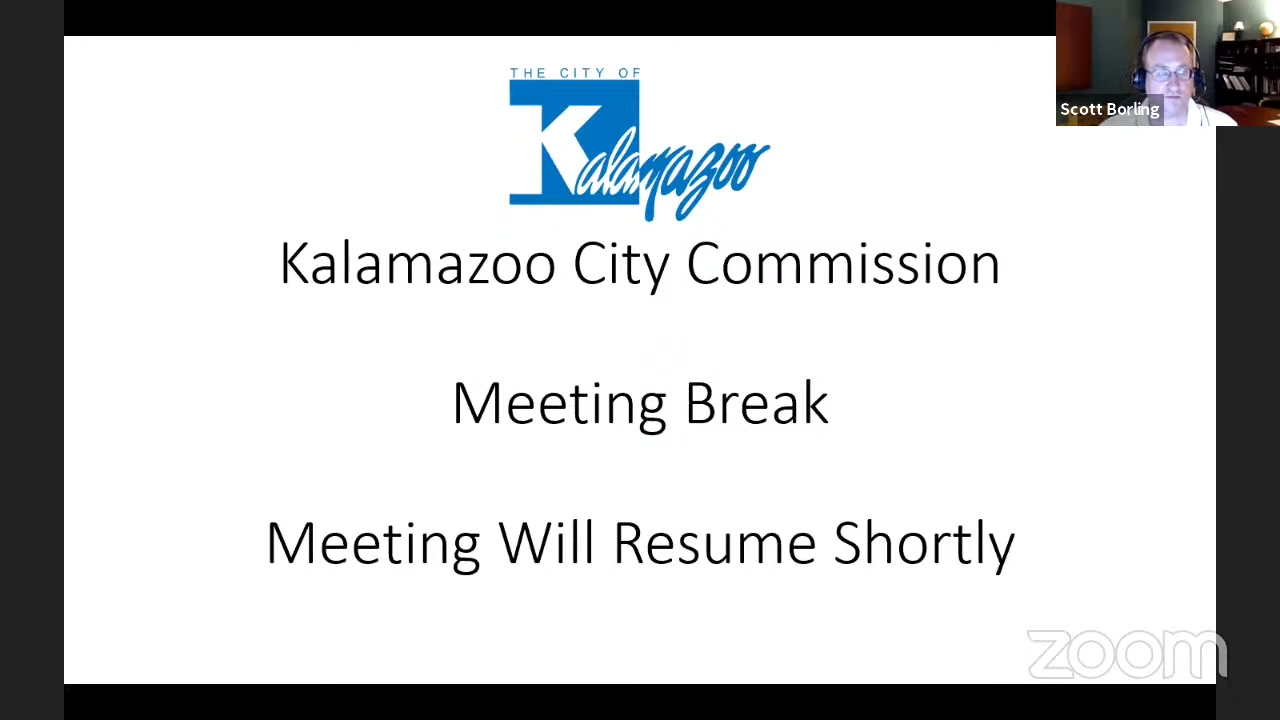 THE CITY OF
Kalamazoo
Scott Borling
Kalamazoo City Commission
Meeting Break
Meeting Will Resume Shortly
zoom